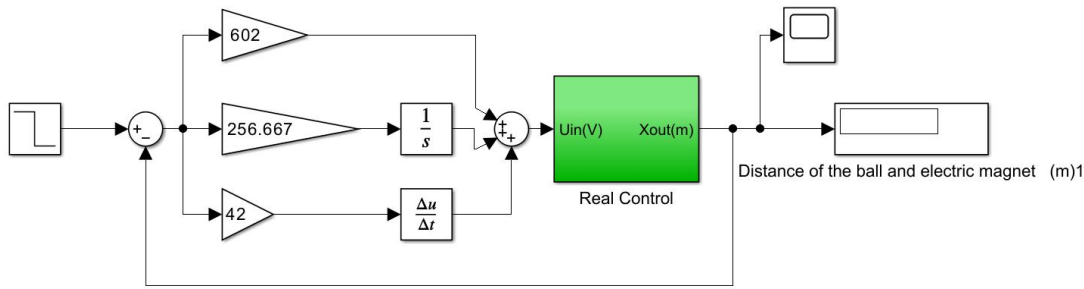 602
256.667
1
s
42
Δu
Δt
+
−
+
+
+
Uin(V) Xout(m)
Real Control
Distance of the ball and electric magnet (m)1